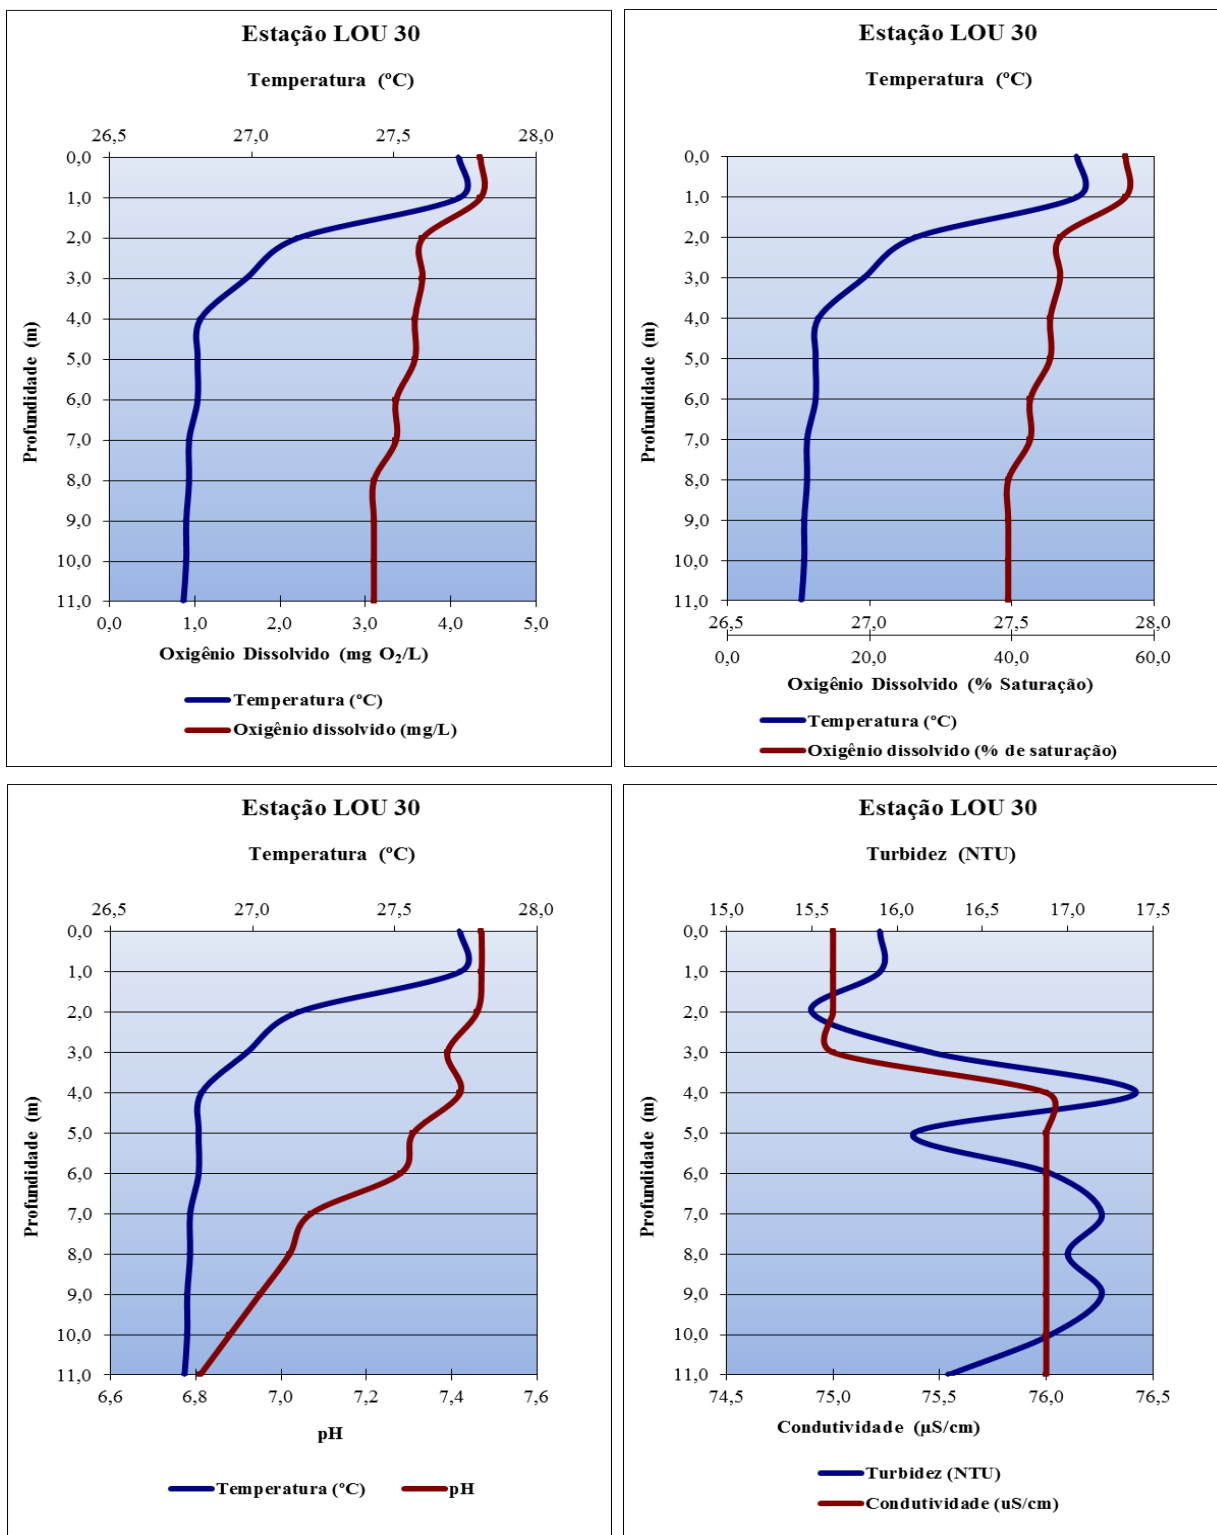 Estação LOU 30
Temperatura (ºC)
26,5 27,0 27,5 28,0
0,0
1,0
2,0
3,0
4,0
5,0
6,0
7,0
8,0
9,0
10,0
11,0
Profundidade (m)
0,0 1,0 2,0 3,0 4,0 5,0
Oxigênio Dissolvido (mg O₂/L)
Temperatura (ºC)
Oxigênio dissolvido (mg/L)
Estação LOU 30
Temperatura (ºC)
0,0
1,0
2,0
3,0
4,0
5,0
6,0
7,0
8,0
9,0
10,0
11,0
Profundidade (m)
26,5 27,0 27,5 28,0
0,0 20,0 40,0 60,0
Oxigênio Dissolvido (% Saturação)
Temperatura (ºC)
Oxigênio dissolvido (% de saturação)
Estação LOU 30
Temperatura (ºC)
26,5 27,0 27,5 28,0
0,0
1,0
2,0
3,0
4,0
5,0
6,0
7,0
8,0
9,0
10,0
11,0
Profundidade (m)
6,6 6,8 7,0 7,2 7,4 7,6
pH
Temperatura (ºC) pH
Estação LOU 30
Turbidez (NTU)
15,0 15,5 16,0 16,5 17,0 17,5
0,0
1,0
2,0
3,0
4,0
5,0
6,0
7,0
8,0
9,0
10,0
11,0
Profundidade (m)
74,5 75,0 75,5 76,0 76,5
Condutividade (µS/cm)
Turbidez (NTU)
Condutividade (uS/cm)